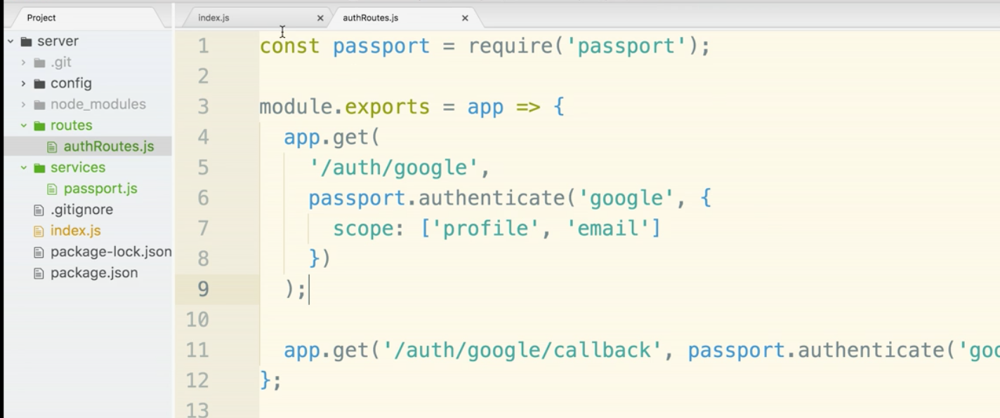 Project
server
.git
config
node_modules
routes
authRoutes.js
services
passport.js
.gitignore
index.js
package-lock.json
package.json
index.js
authRoutes.js
1 const passport = require('passport');
2
3 module.exports = app => {
4 app.get(
5 '/auth/google',
6 passport.authenticate('google', {
7 scope: ['profile', 'email']
8 })
9 );
10
11 app.get('/auth/google/callback', passport.authenticate('goo
12 };
13